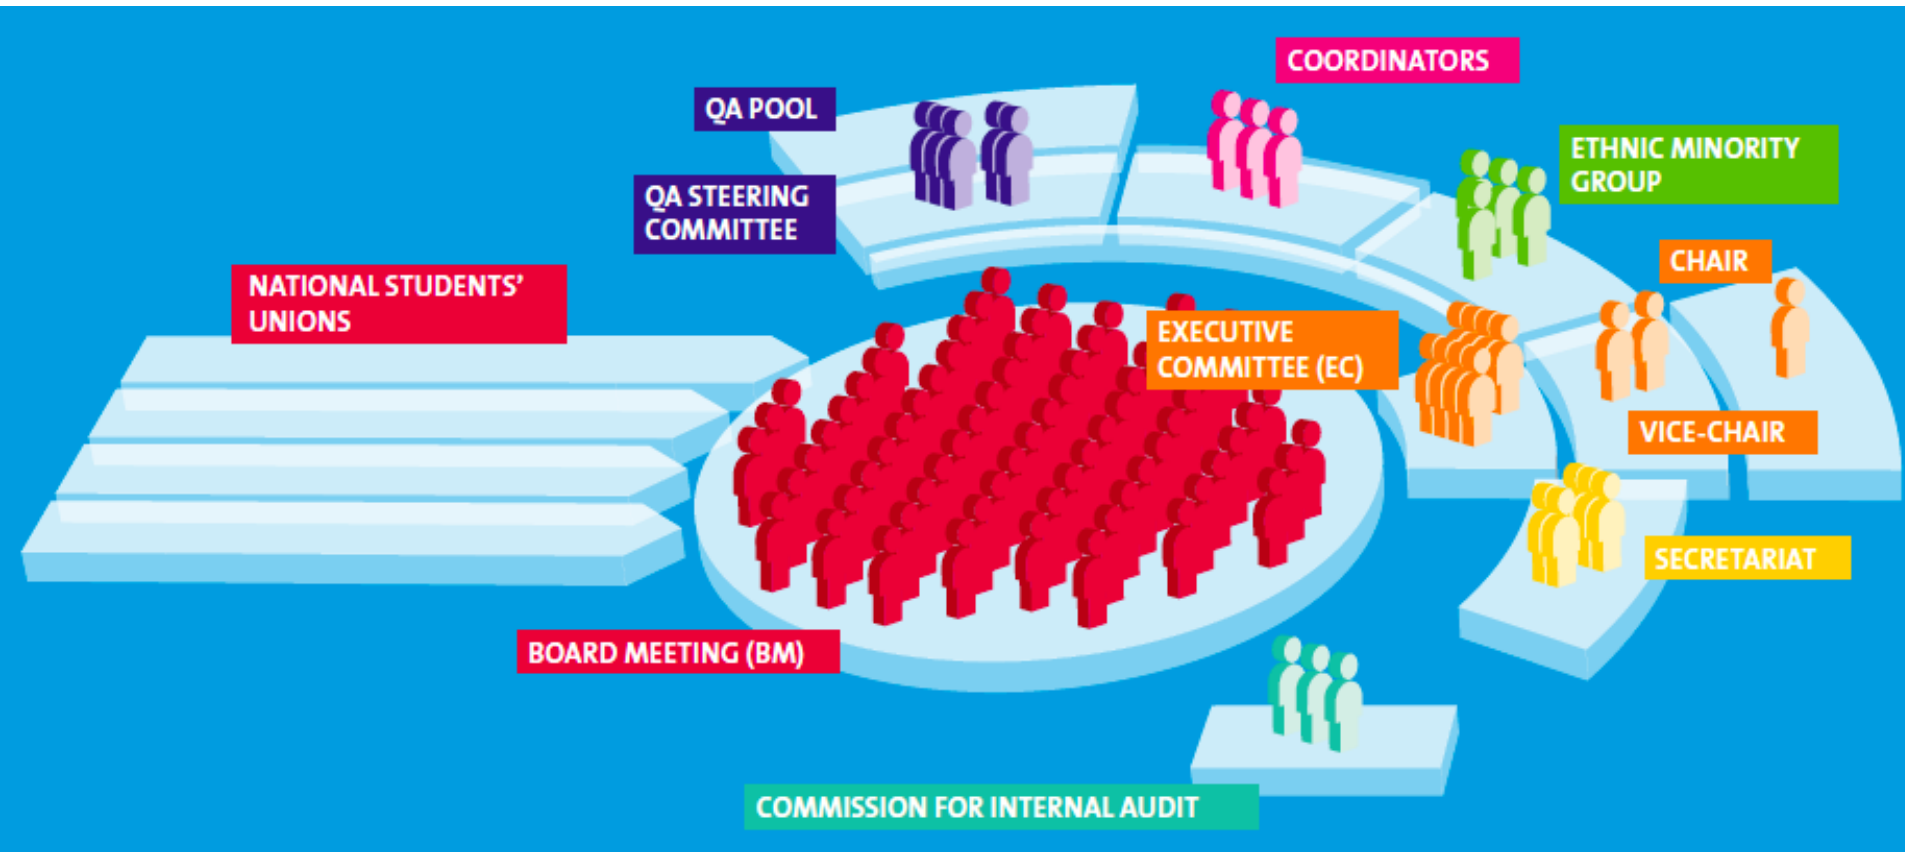 COORDINATORS
QA POOL
ETHNIC MINORITY
GROUP
QA STEERING
COMMITTEE
CHAIR
NATIONAL STUDENTS’
UNIONS
EXECUTIVE
COMMITTEE (EC)
VICE-CHAIR
SECRETARIAT
BOARD MEETING (BM)
COMMISSION FOR INTERNAL AUDIT